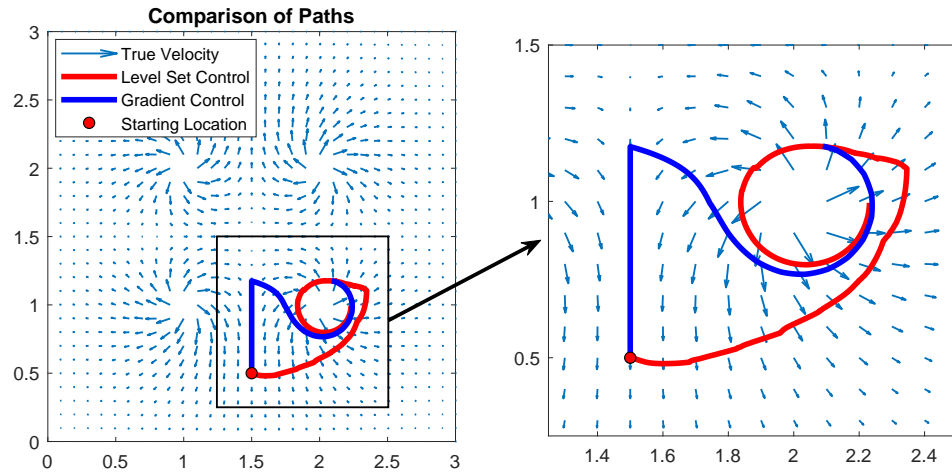 Comparison of Paths
True Velocity
Level Set Control
Gradient Control
Starting Location
3
2.5
2
1.5
1
0.5
0
0 0.5 1 1.5 2 2.5 3
1.5
1
0.5
1.4 1.6 1.8 2 2.2 2.4